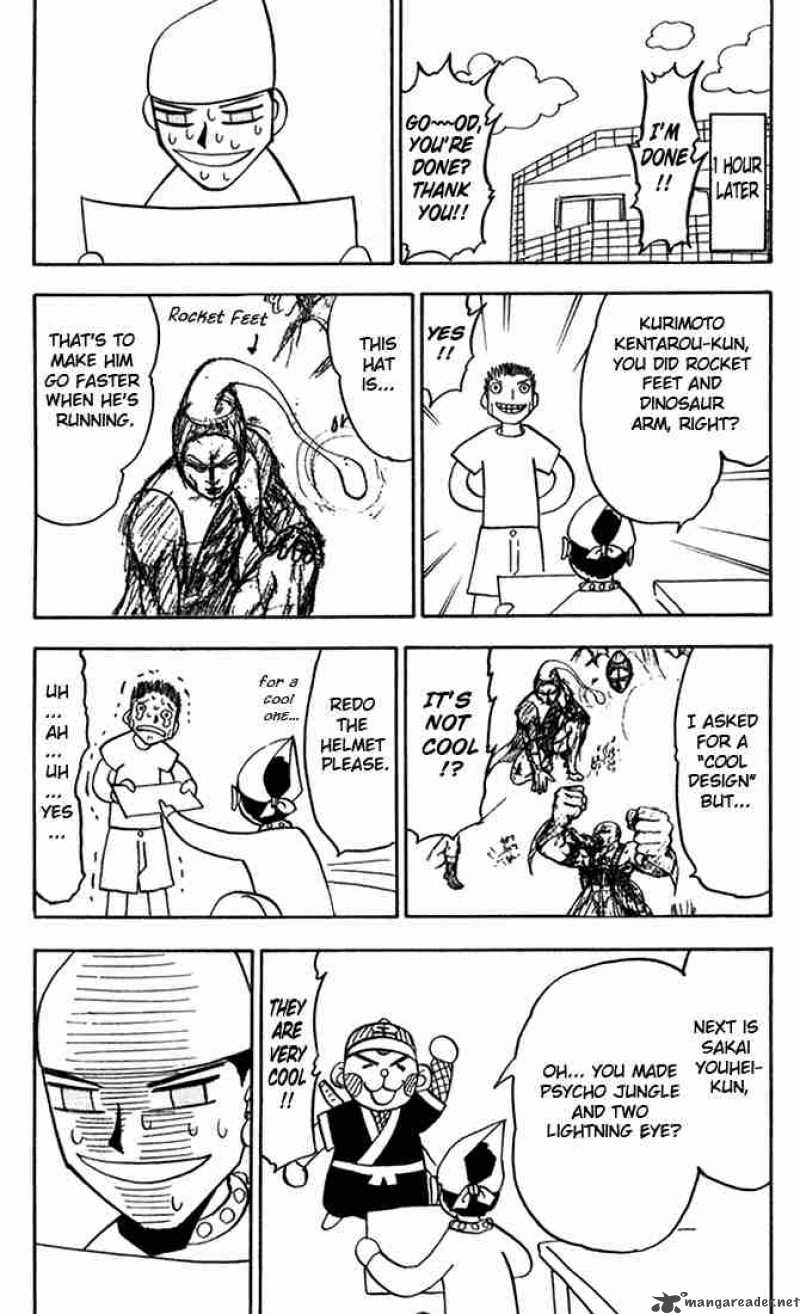 1 HOUR
LATER
I'M
DONE
!!
GO~~OD,
YOU'RE
DONE?
THANK
YOU!!
KURIMOTO
KENTAROU-KUN,
YOU DID ROCKET
FEET AND
DINOSAUR
ARM, RIGHT?
YES
!!
THIS
HAT
IS...
Rocket Feet
THAT'S TO
MAKE HIM
GO FASTER
WHEN HE'S
RUNNING.
I ASKED
FOR A
"COOL
DESIGN"
BUT...
IT'S
NOT
COOL
!?
REDO
THE
HELMET
PLEASE.
for a
cool
one...
UH
...
AH
...
UH
...
YES
...
NEXT IS
SAKAI
YOUHEI-
KUN,
OH... YOU MADE
PSYCHO JUNGLE
AND TWO
LIGHTNING EYE?
THEY
ARE
VERY
COOL
!!
mangareader.net